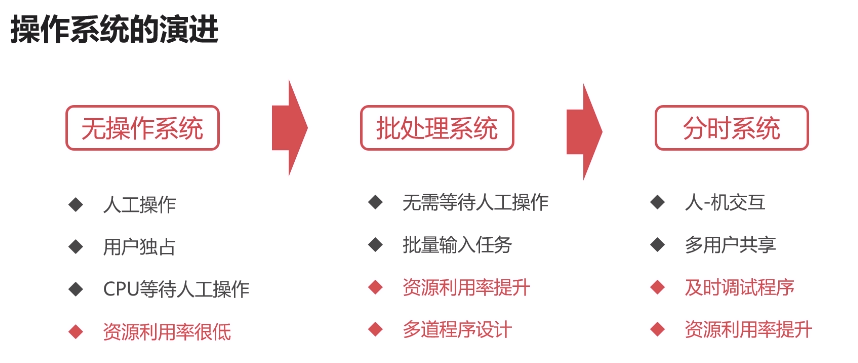 操作系统的演进
无操作系统
人工操作
用户独占
CPU等待人工操作
资源利用率很低
批处理系统
无需等待人工操作
批量输入任务
资源利用率提升
多道程序设计
分时系统
人-机交互
多用户共享
及时调试程序
资源利用率提升